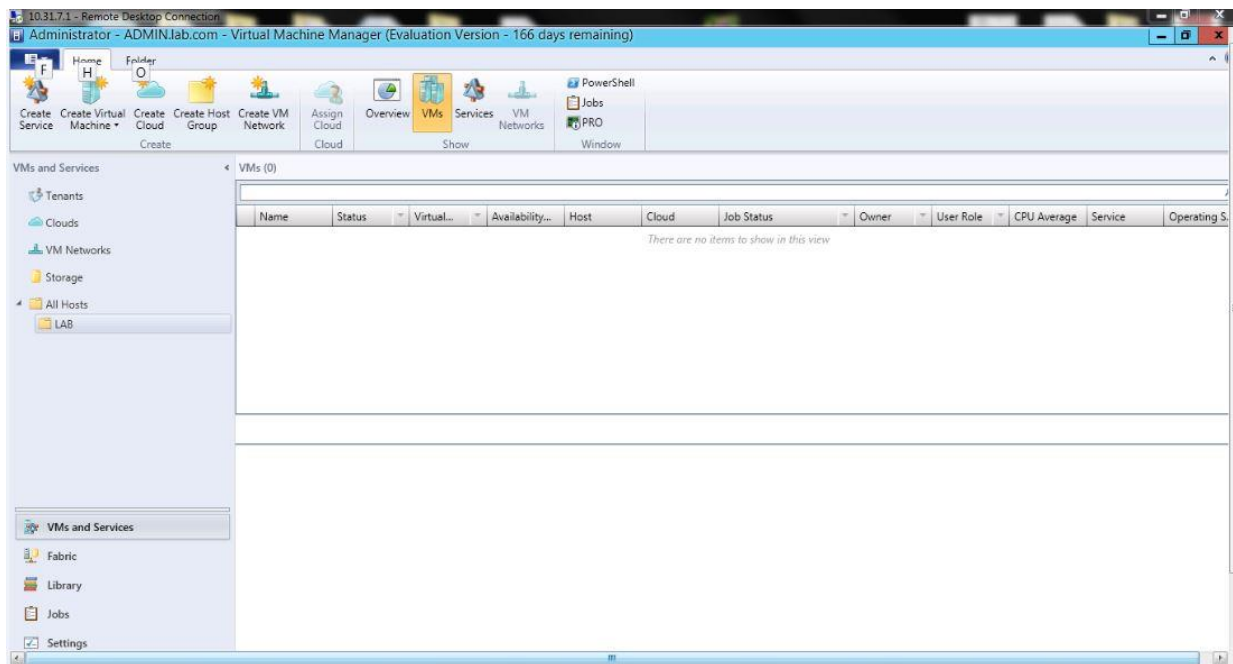 10.31.7.1 - Remote Desktop Connection
Administrator - ADMIN.lab.com - Virtual Machine Manager (Evaluation Version - 166 days remaining)
Home Folder
F H O
Create Service
Create Virtual Machine
Create Cloud
Create Host Group
Create VM Network
Assign Cloud
Overview
VMs
Services
VM Networks
PowerShell
Jobs
PRO
Create Cloud Show Window
VMs and Services
VMs (0)
Tenants
Clouds
VM Networks
Storage
All Hosts
LAB
Name Status Virtual... Availability... Host Cloud Job Status Owner User Role CPU Average Service Operating S...
There are no items to show in this view
VMs and Services
Fabric
Library
Jobs
Settings